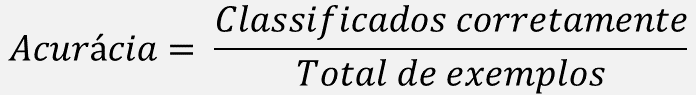 Acurácia = Classificados corretamente
Total de exemplos